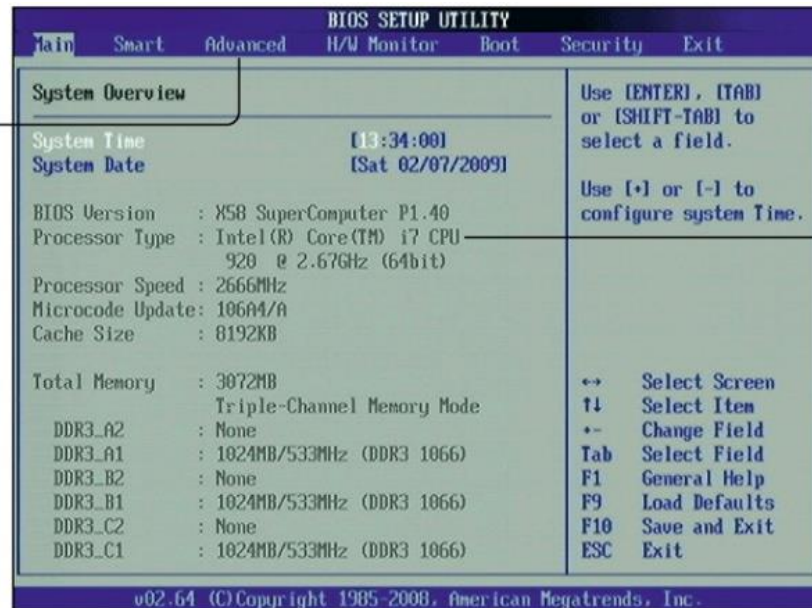 BIOS SETUP UTILITY
Main Smart Advanced H/W Monitor Boot Security Exit
System Overview
System Time [13:34:00]
System Date [Sat 02/07/2009]
BIOS Version : X58 SuperComputer P1.40
Processor Type : Intel(R) Core(TM) i7 CPU
920 @ 2.67GHz (64bit)
Processor Speed : 2666MHz
Microcode Update: 106A4/A
Cache Size : 8192KB
Total Memory : 3072MB
Triple-Channel Memory Mode
DDR3_A2 : None
DDR3_A1 : 1024MB/533MHz (DDR3 1066)
DDR3_B2 : None
DDR3_B1 : 1024MB/533MHz (DDR3 1066)
DDR3_C2 : None
DDR3_C1 : 1024MB/533MHz (DDR3 1066)
Use [ENTER], [TAB]
or [SHIFT-TAB] to
select a field.
Use [+] or [-] to
configure system Time.
↔ Select Screen
↑↓ Select Item
+- Change Field
Tab Select Field
F1 General Help
F9 Load Defaults
F10 Save and Exit
ESC Exit
v02.64 (C)Copyright 1985-2008, American Megatrends, Inc.